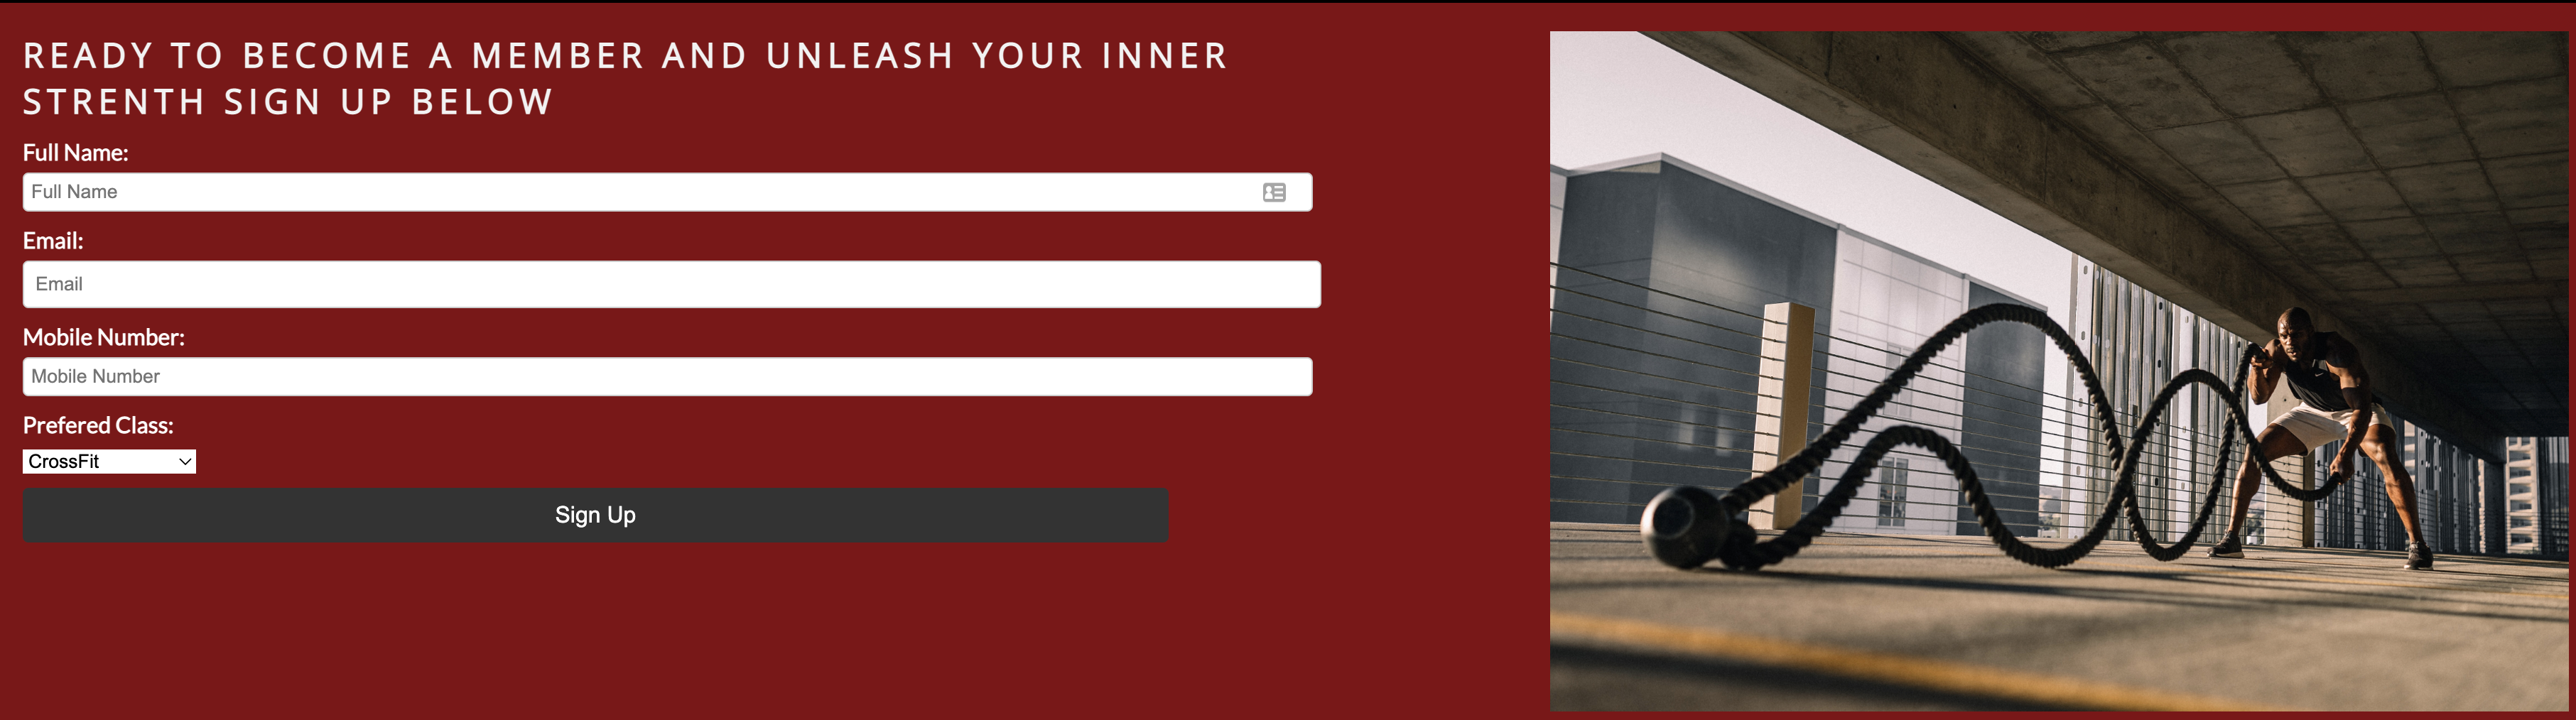 READY TO BECOME A MEMBER AND UNLEASH YOUR INNER
STRENTH SIGN UP BELOW
Full Name:
Full Name
Email:
Email
Mobile Number:
Mobile Number
Prefered Class:
CrossFit
Sign Up